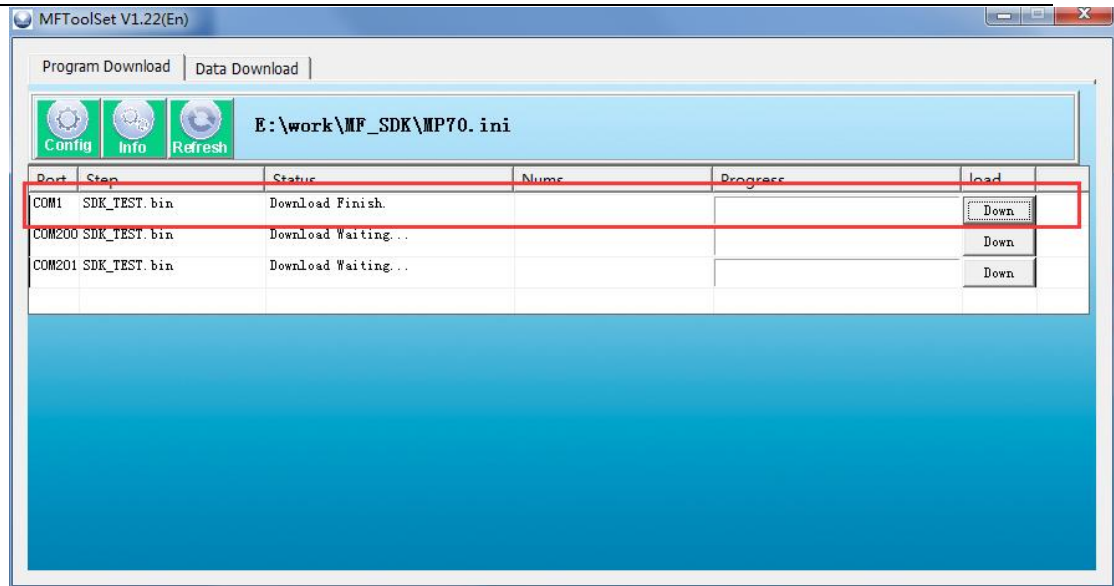 MFToolSet V1.22(En)
Program Download Data Download
Config Info Refresh E:\work\MF_SDK\MP70.ini
Port Step Status Nums Progress load
COM1 SDK_TEST.bin Download Finish. Down
COM200 SDK_TEST.bin Download Waiting... Down
COM201 SDK_TEST.bin Download Waiting... Down